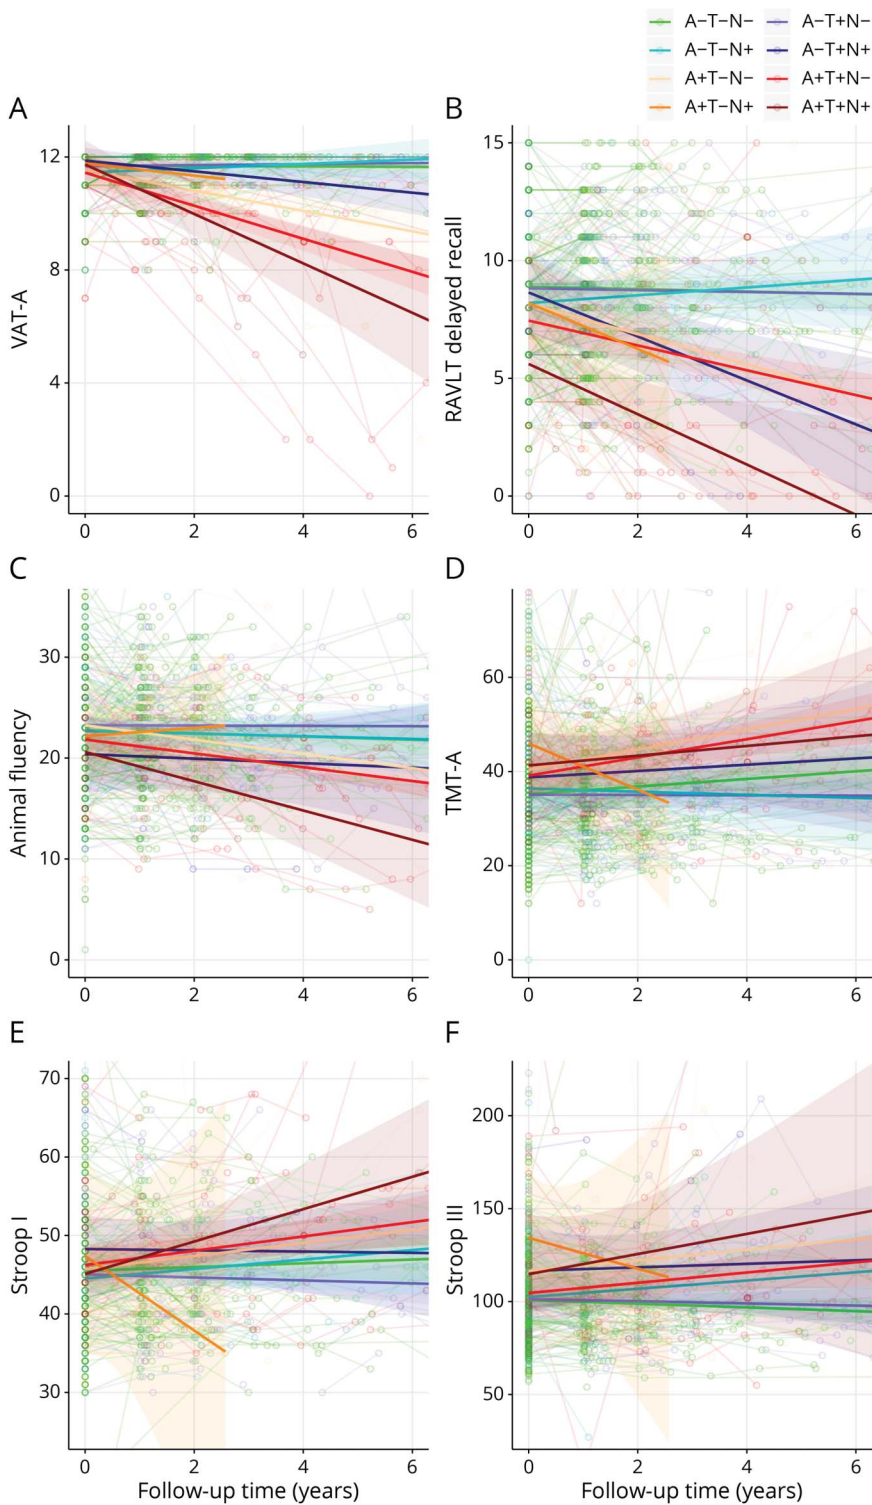 A−T−N− A−T+N−
A−T−N+ A−T+N+
A+T−N− A+T+N−
A+T−N+ A+T+N+
A
B
VAT-A
12
8
4
0
0 2 4 6
RAVLT delayed recall
15
10
5
0
0 2 4 6
C
D
Animal fluency
30
20
10
0
0 2 4 6
TMT-A
60
40
20
0
0 2 4 6
E
F
Stroop I
70
60
50
40
30
0 2 4 6
Follow-up time (years)
Stroop III
200
150
100
50
0 2 4 6
Follow-up time (years)